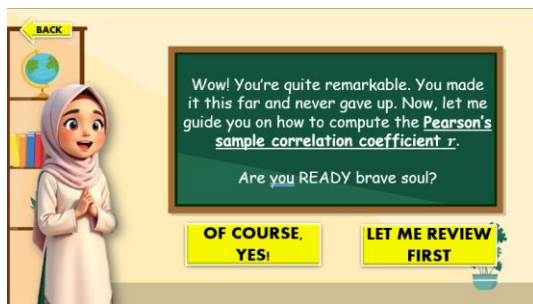 BACK
Wow! You're quite remarkable. You made
it this far and never gave up. Now, let me
guide you on how to compute the Pearson's
sample correlation coefficient r.
Are you READY brave soul?
OF COURSE,
YES!
LET ME REVIEW
FIRST